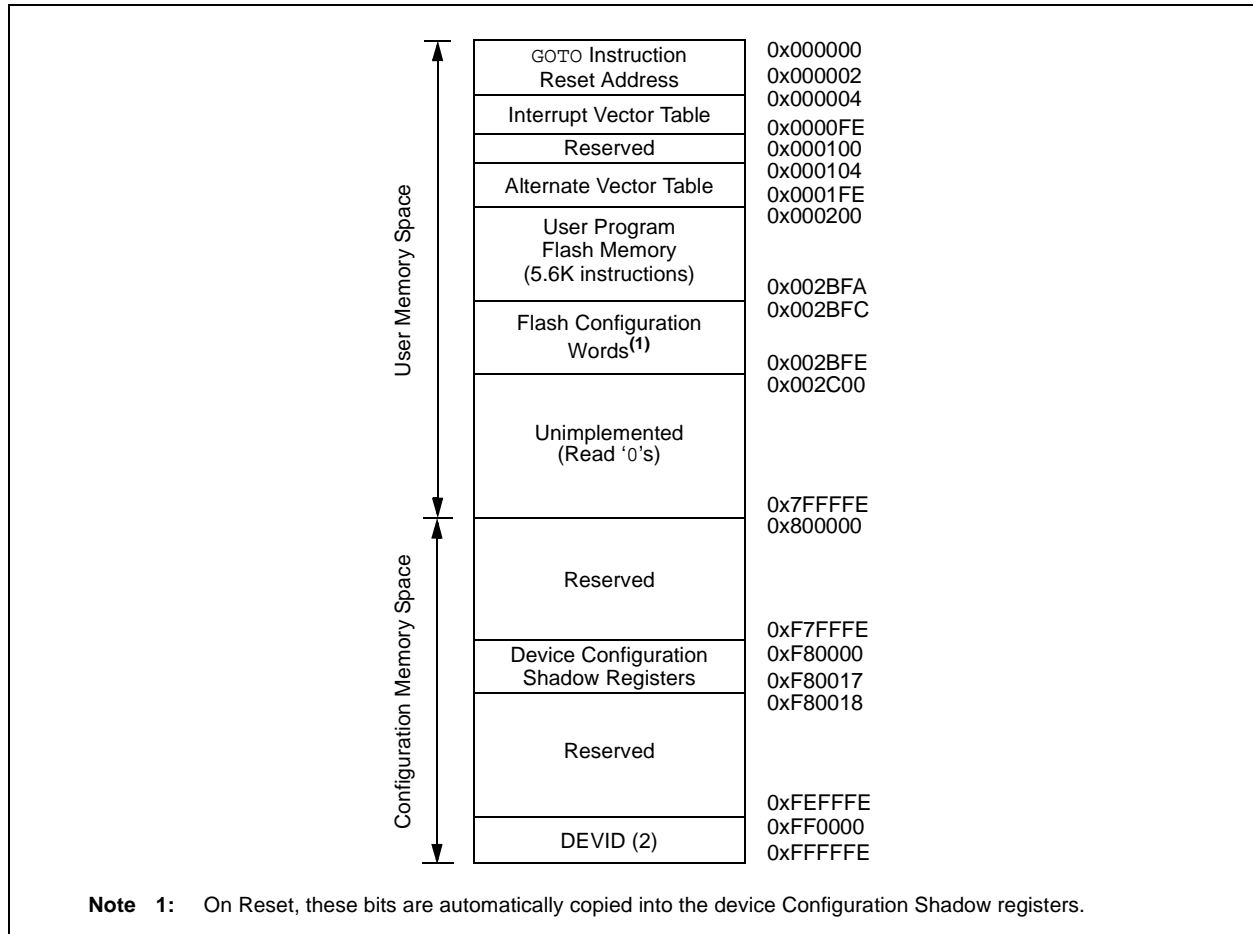 GOTO Instruction
Reset Address
0x000000
0x000002
0x000004
Interrupt Vector Table
0x0000FE
Reserved
0x000100
0x000104
Alternate Vector Table
0x0001FE
0x000200
User Program
Flash Memory
(5.6K instructions)
0x002BFA
0x002BFC
Flash Configuration
Words(1)
0x002BFE
0x002C00
Unimplemented
(Read ‘0’s)
0x7FFFFE
User Memory Space
0x800000
Reserved
0xF7FFFE
0xF80000
Device Configuration
Shadow Registers
0xF80017
0xF80018
Reserved
0xFEFFFE
0xFF0000
DEVID (2)
0xFFFFFE
Configuration Memory Space
Note 1: On Reset, these bits are automatically copied into the device Configuration Shadow registers.